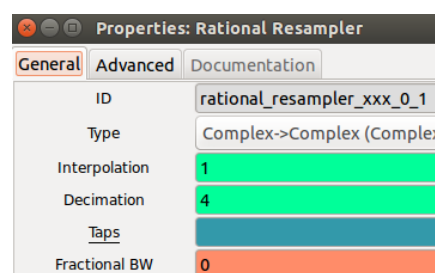 Properties: Rational Resampler
General Advanced Documentation
ID rational_resampler_xxx_0_1
Type Complex->Complex (Complex
Interpolation 1
Decimation 4
Taps
Fractional BW 0